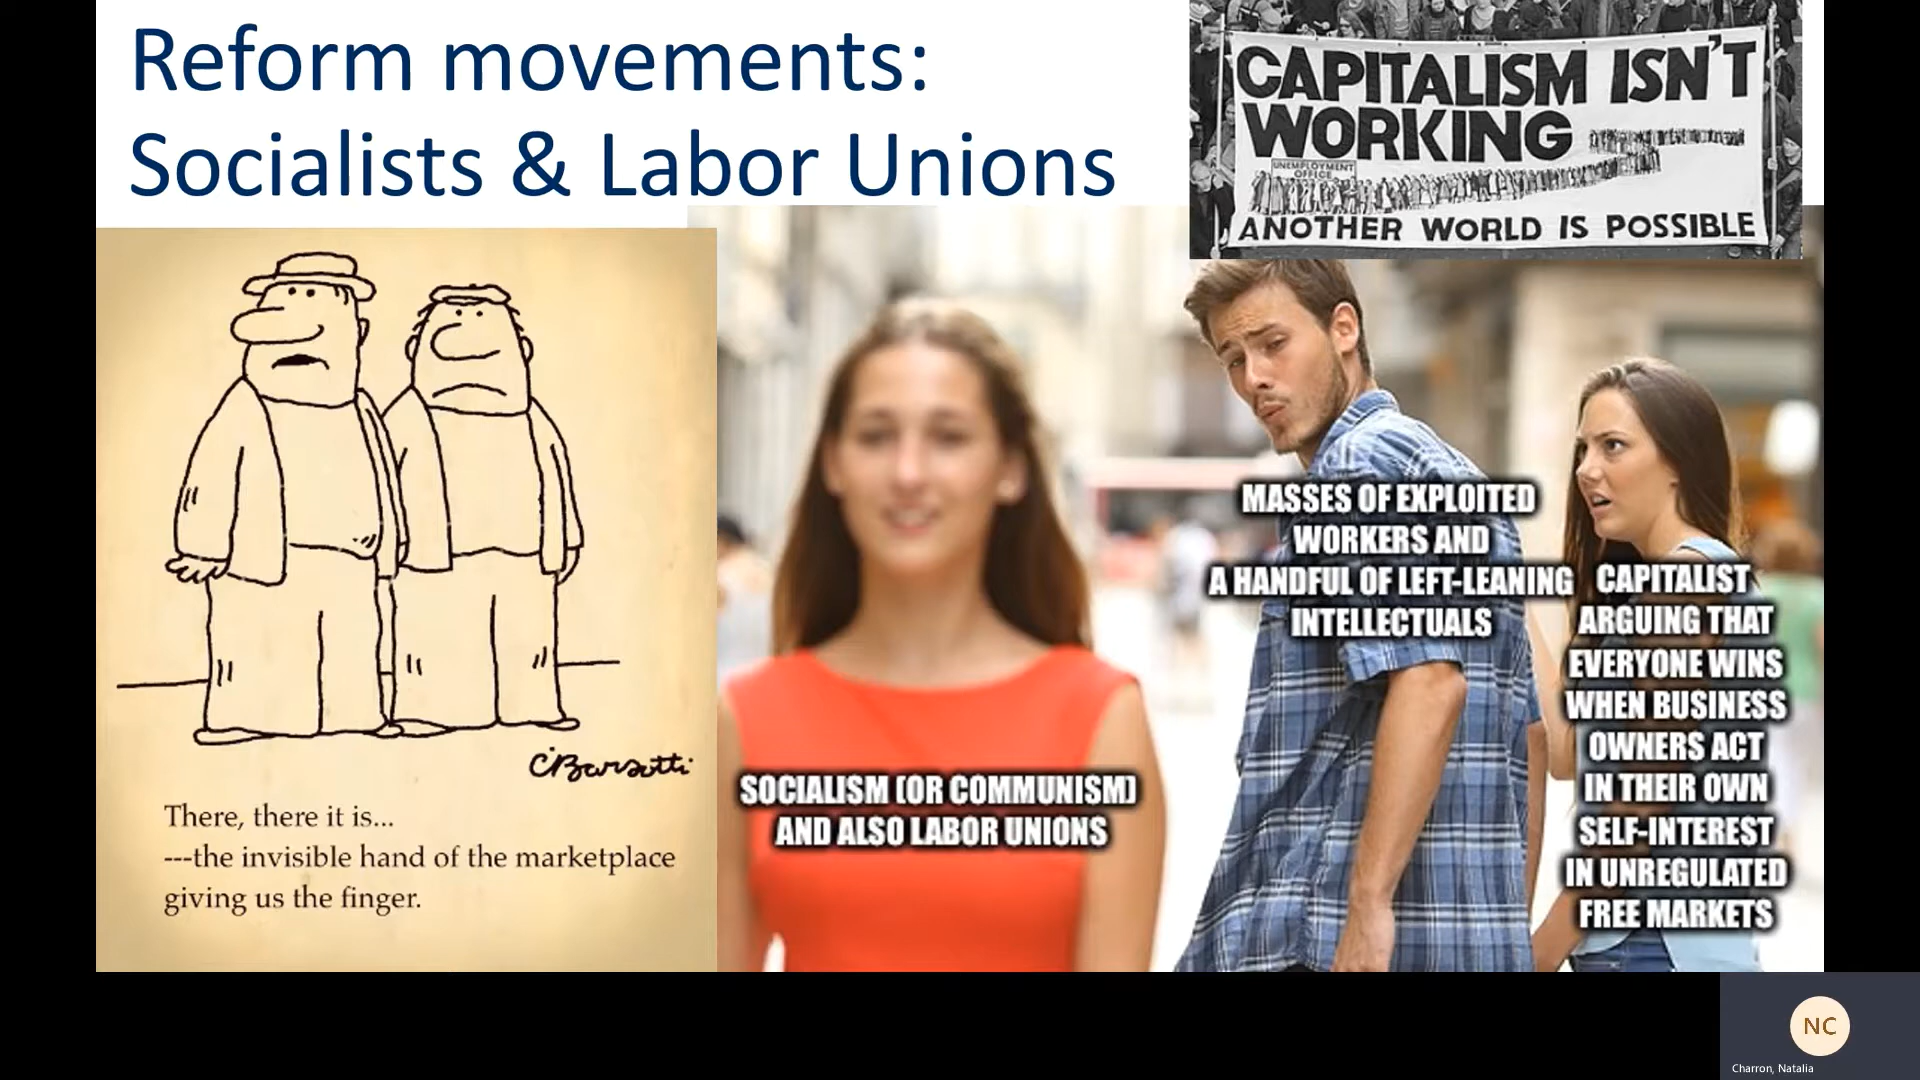 Reform movements:
Socialists & Labor Unions
CAPITALISM ISN'T
WORKING
UNEMPLOYMENT
OFFICE
ANOTHER WORLD IS POSSIBLE
C Barsotti
There, there it is...
---the invisible hand of the marketplace
giving us the finger.
SOCIALISM (OR COMMUNISM)
AND ALSO LABOR UNIONS
MASSES OF EXPLOITED
WORKERS AND
A HANDFUL OF LEFT-LEANING
INTELLECTUALS
CAPITALIST
ARGUING THAT
EVERYONE WINS
WHEN BUSINESS
OWNERS ACT
IN THEIR OWN
SELF-INTEREST
IN UNREGULATED
FREE MARKETS
NC
Charron, Natalia